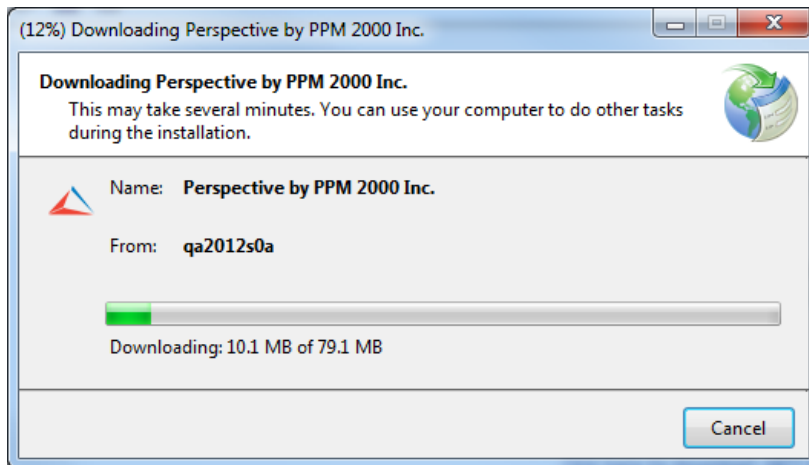 (12%) Downloading Perspective by PPM 2000 Inc.
Downloading Perspective by PPM 2000 Inc.
This may take several minutes. You can use your computer to do other tasks
during the installation.
Name: Perspective by PPM 2000 Inc.
From: qa2012s0a
Downloading: 10.1 MB of 79.1 MB
Cancel